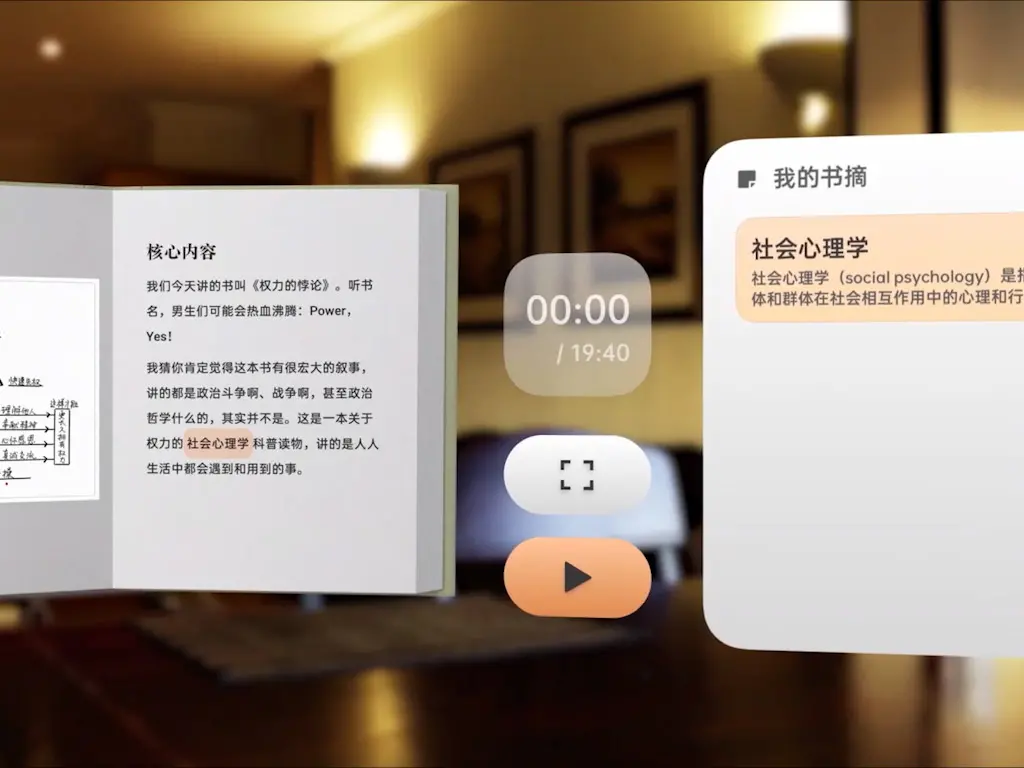 快速致权
核心内容
我们今天讲的书叫《权力的悖论》。听书
名，男生们可能会热血沸腾：Power，
Yes！
我猜你肯定觉得这本书有很宏大的叙事，
讲的都是政治斗争啊、战争啊，甚至政治
哲学什么的，其实并不是。这是一本关于
权力的社会心理学科普读物，讲的是人人
生活中都会遇到和用到的事。
00:00
/ 19:40
我的书摘
社会心理学
社会心理学（social psychology）是
体和群体在社会相互作用中的心理和行